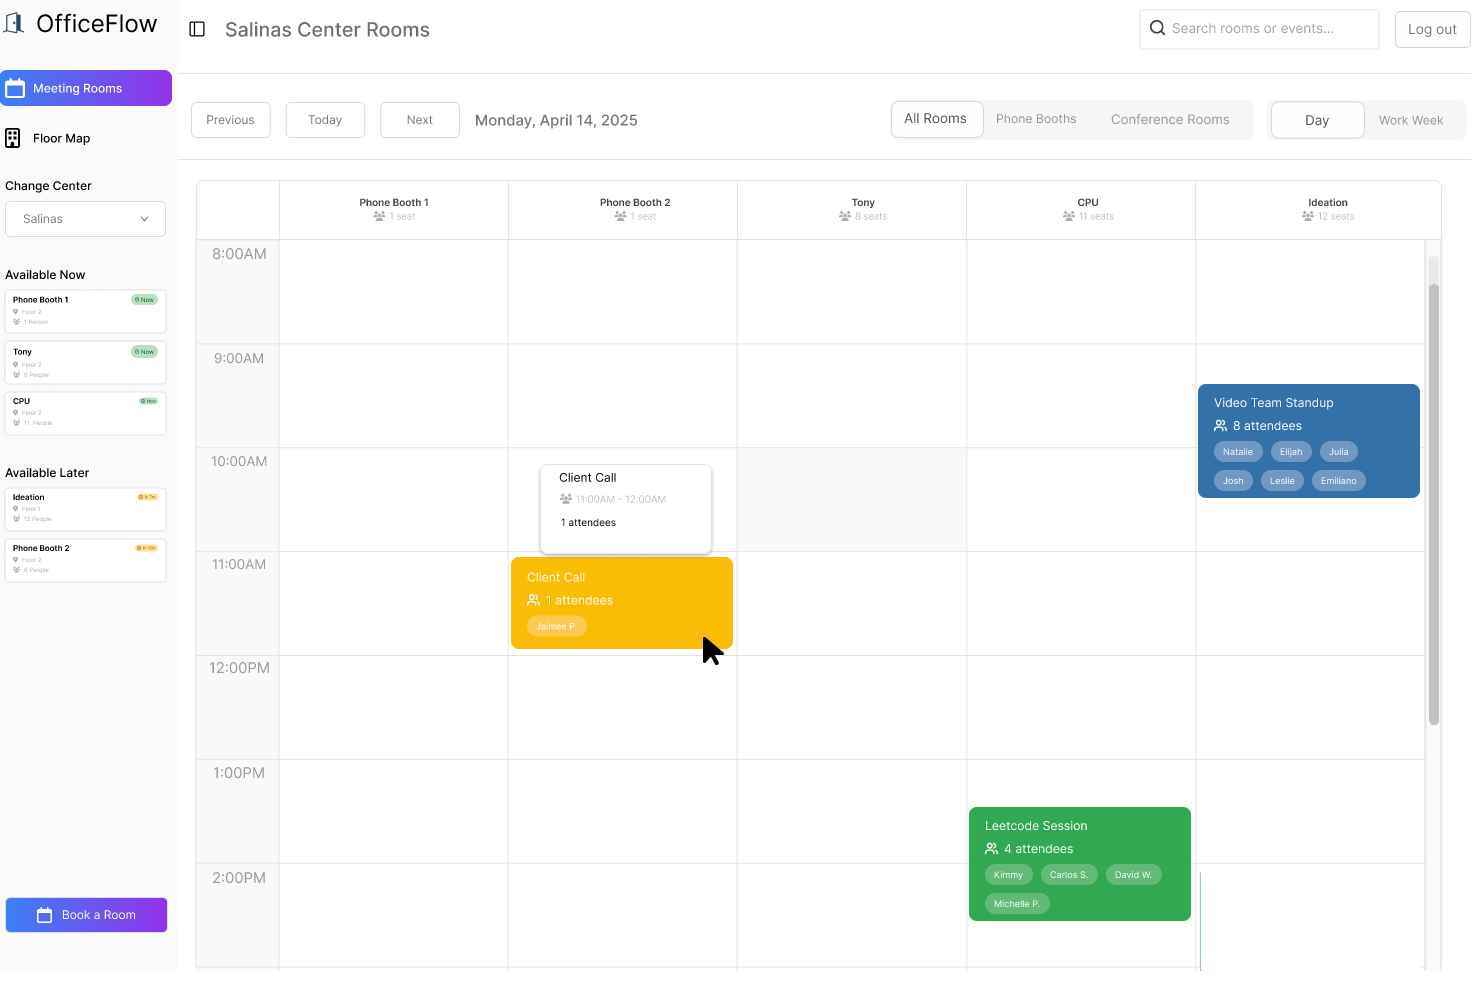 OfficeFlow
Salinas Center Rooms
Search rooms or events...
Log out
Meeting Rooms
Floor Map
Change Center
Salinas
Available Now
Phone Booth 1
Now
Floor 2
1 Person
Tony
Now
Floor 2
6 People
CPU
Now
Floor 2
11 People
Available Later
Ideation
Floor 1
12 People
Phone Booth 2
Floor 2
6 People
Book a Room
Previous
Today
Next
Monday, April 14, 2025
All Rooms
Phone Booths
Conference Rooms
Day
Work Week
Phone Booth 1
1 seat
Phone Booth 2
1 seat
Tony
8 seats
CPU
11 seats
Ideation
12 seats
8:00AM
9:00AM
Video Team Standup
8 attendees
Natalie Elijah Julia
Josh Leslie Emiliano
10:00AM
Client Call
11:00AM - 12:00AM
1 attendees
11:00AM
Client Call
1 attendees
Jaimee P.
12:00PM
1:00PM
Leetcode Session
4 attendees
Kimmy Carlos S. David W.
Michelle P.
2:00PM